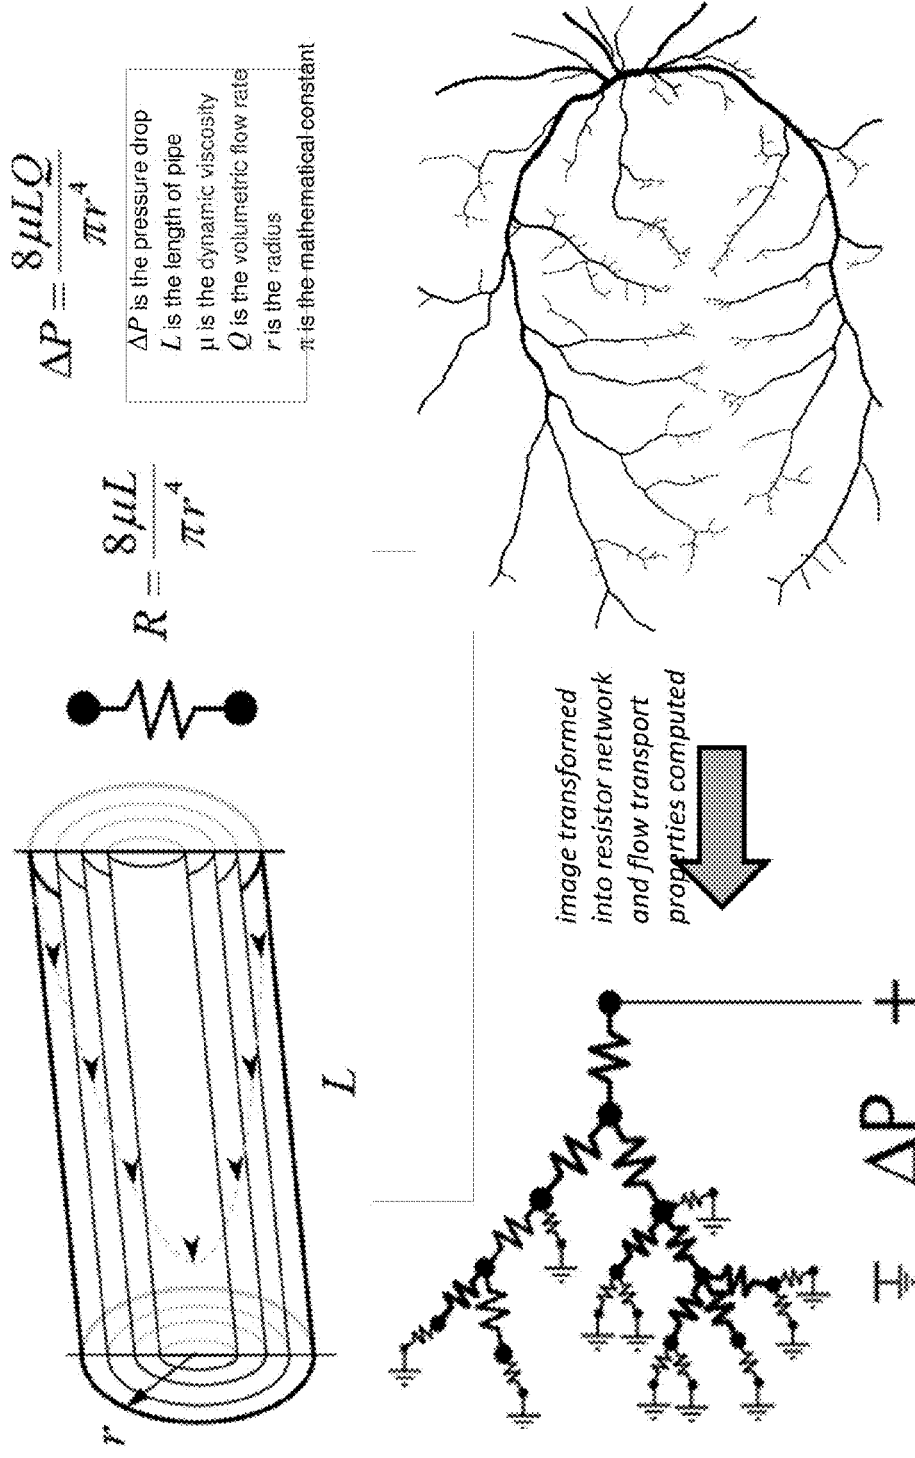 r
L
R = 8μL / πr⁴
ΔP = 8μLQ / πr⁴
ΔP is the pressure drop
L is the length of pipe
μ is the dynamic viscosity
Q is the volumetric flow rate
r is the radius
π is the mathematical constant
image transformed
into resistor network
and flow transport
properties computed
ΔP
+